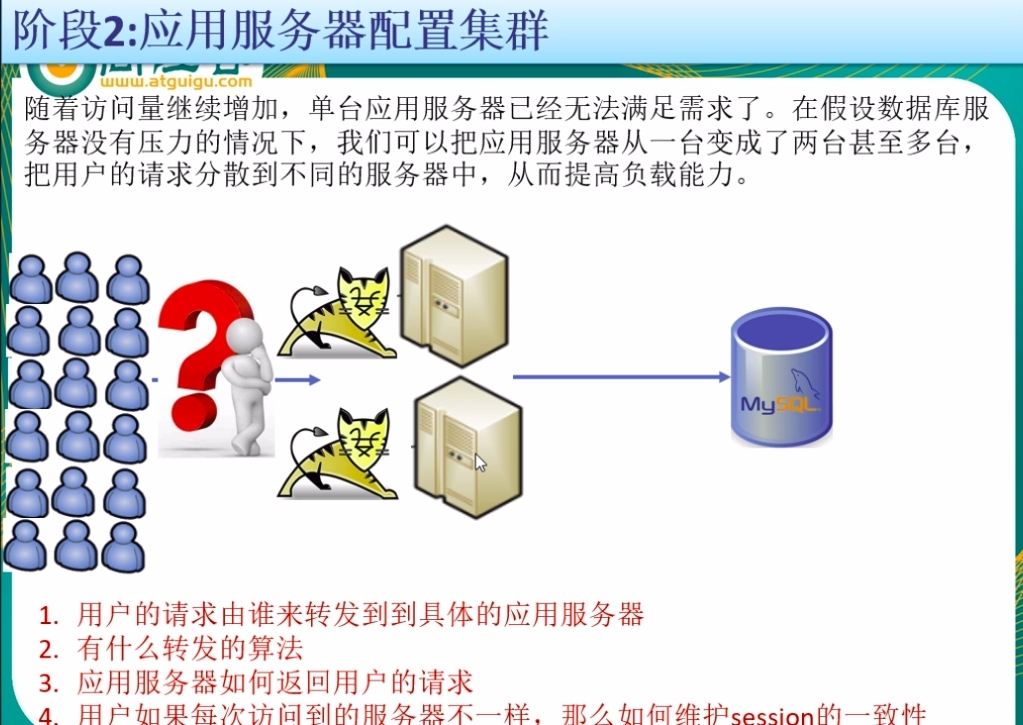 阶段2:应用服务器配置集群
www.atguigu.com
随着访问量继续增加，单台应用服务器已经无法满足需求了。在假设数据库服
务器没有压力的情况下，我们可以把应用服务器从一台变成了两台甚至多台，
把用户的请求分散到不同的服务器中，从而提高负载能力。
MySQL
1. 用户的请求由谁来转发到到具体的应用服务器
2. 有什么转发的算法
3. 应用服务器如何返回用户的请求
4. 用户如果每次访问到的服务器不一样，那么如何维护session的一致性